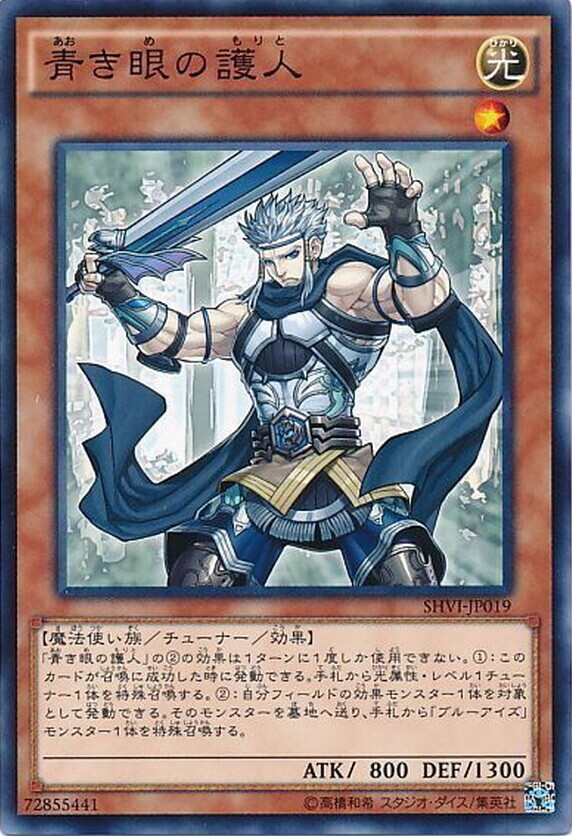 青き眼の護人
光
SHVI-JP019
【魔法使い族/チューナー/効果】
「青き眼の護人」の②の効果は1ターンに1度しか使用できない。①:この
カードが召喚に成功した時に発動できる。手札から光属性・レベル1チュー
ナー1体を特殊召喚する。②:自分フィールドの効果モンスター1体を対象
として発動できる。そのモンスターを墓地へ送り、手札から「ブルーアイズ」
モンスター1体を特殊召喚する。
ATK/ 800 DEF/1300
72855441
©高橋和希 スタジオ・ダイス/集英社